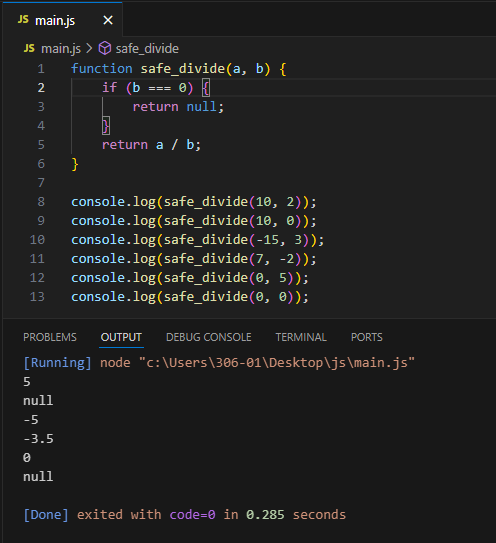 JS main.js ×
JS main.js > safe_divide
1 function safe_divide(a, b) {
2     if (b === 0) {
3         return null;
4     }
5     return a / b;
6 }
7
8 console.log(safe_divide(10, 2));
9 console.log(safe_divide(10, 0));
10 console.log(safe_divide(-15, 3));
11 console.log(safe_divide(7, -2));
12 console.log(safe_divide(0, 5));
13 console.log(safe_divide(0, 0));
PROBLEMS OUTPUT DEBUG CONSOLE TERMINAL PORTS
[Running] node "c:\Users\306-01\Desktop\js\main.js"
5
null
-5
-3.5
0
null
[Done] exited with code=0 in 0.285 seconds